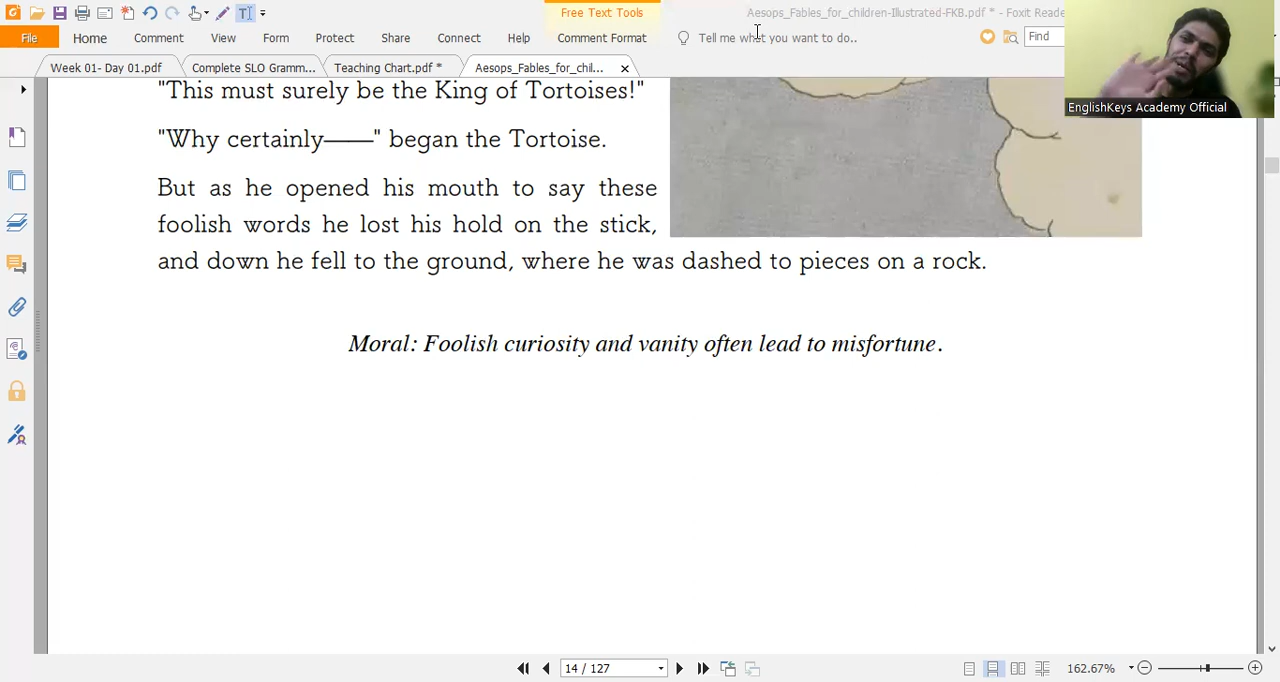 Free Text Tools
Aesops_Fables_for_children-Illustrated-FKB.pdf * - Foxit Reade
File Home Comment View Form Protect Share Connect Help Comment Format Tell me what you want to do.. Find
EnglishKeys Academy Official
Week 01- Day 01.pdf Complete SLO Gramm... Teaching Chart.pdf * Aesops_Fables_for_chil...
"This must surely be the King of Tortoises!"
"Why certainly——" began the Tortoise.
But as he opened his mouth to say these
foolish words he lost his hold on the stick,
and down he fell to the ground, where he was dashed to pieces on a rock.
Moral: Foolish curiosity and vanity often lead to misfortune.
14 / 127
162.67%